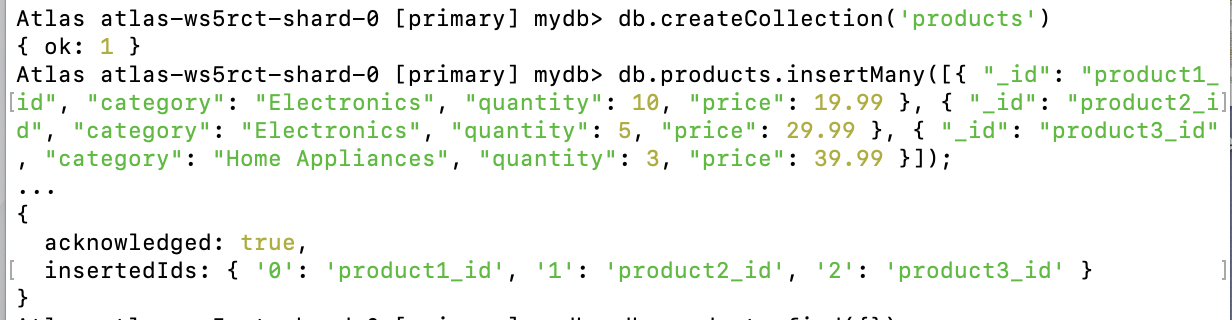 Atlas atlas-ws5rct-shard-0 [primary] mydb> db.createCollection('products')
{ ok: 1 }
Atlas atlas-ws5rct-shard-0 [primary] mydb> db.products.insertMany([{ "_id": "product1_
[id", "category": "Electronics", "quantity": 10, "price": 19.99 }, { "_id": "product2_i]
d", "category": "Electronics", "quantity": 5, "price": 29.99 }, { "_id": "product3_id"
, "category": "Home Appliances", "quantity": 3, "price": 39.99 }]);
...
{
  acknowledged: true,
[ insertedIds: { '0': 'product1_id', '1': 'product2_id', '2': 'product3_id' } ]
}